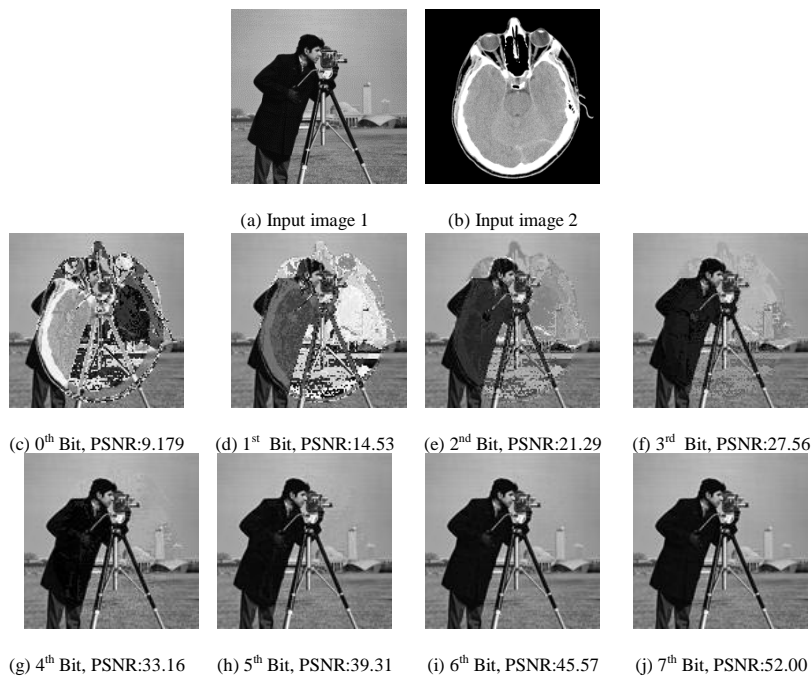 (a) Input image 1 (b) Input image 2
(c) 0th Bit, PSNR:9.179 (d) 1st Bit, PSNR:14.53 (e) 2nd Bit, PSNR:21.29 (f) 3rd Bit, PSNR:27.56
(g) 4th Bit, PSNR:33.16 (h) 5th Bit, PSNR:39.31 (i) 6th Bit, PSNR:45.57 (j) 7th Bit, PSNR:52.00